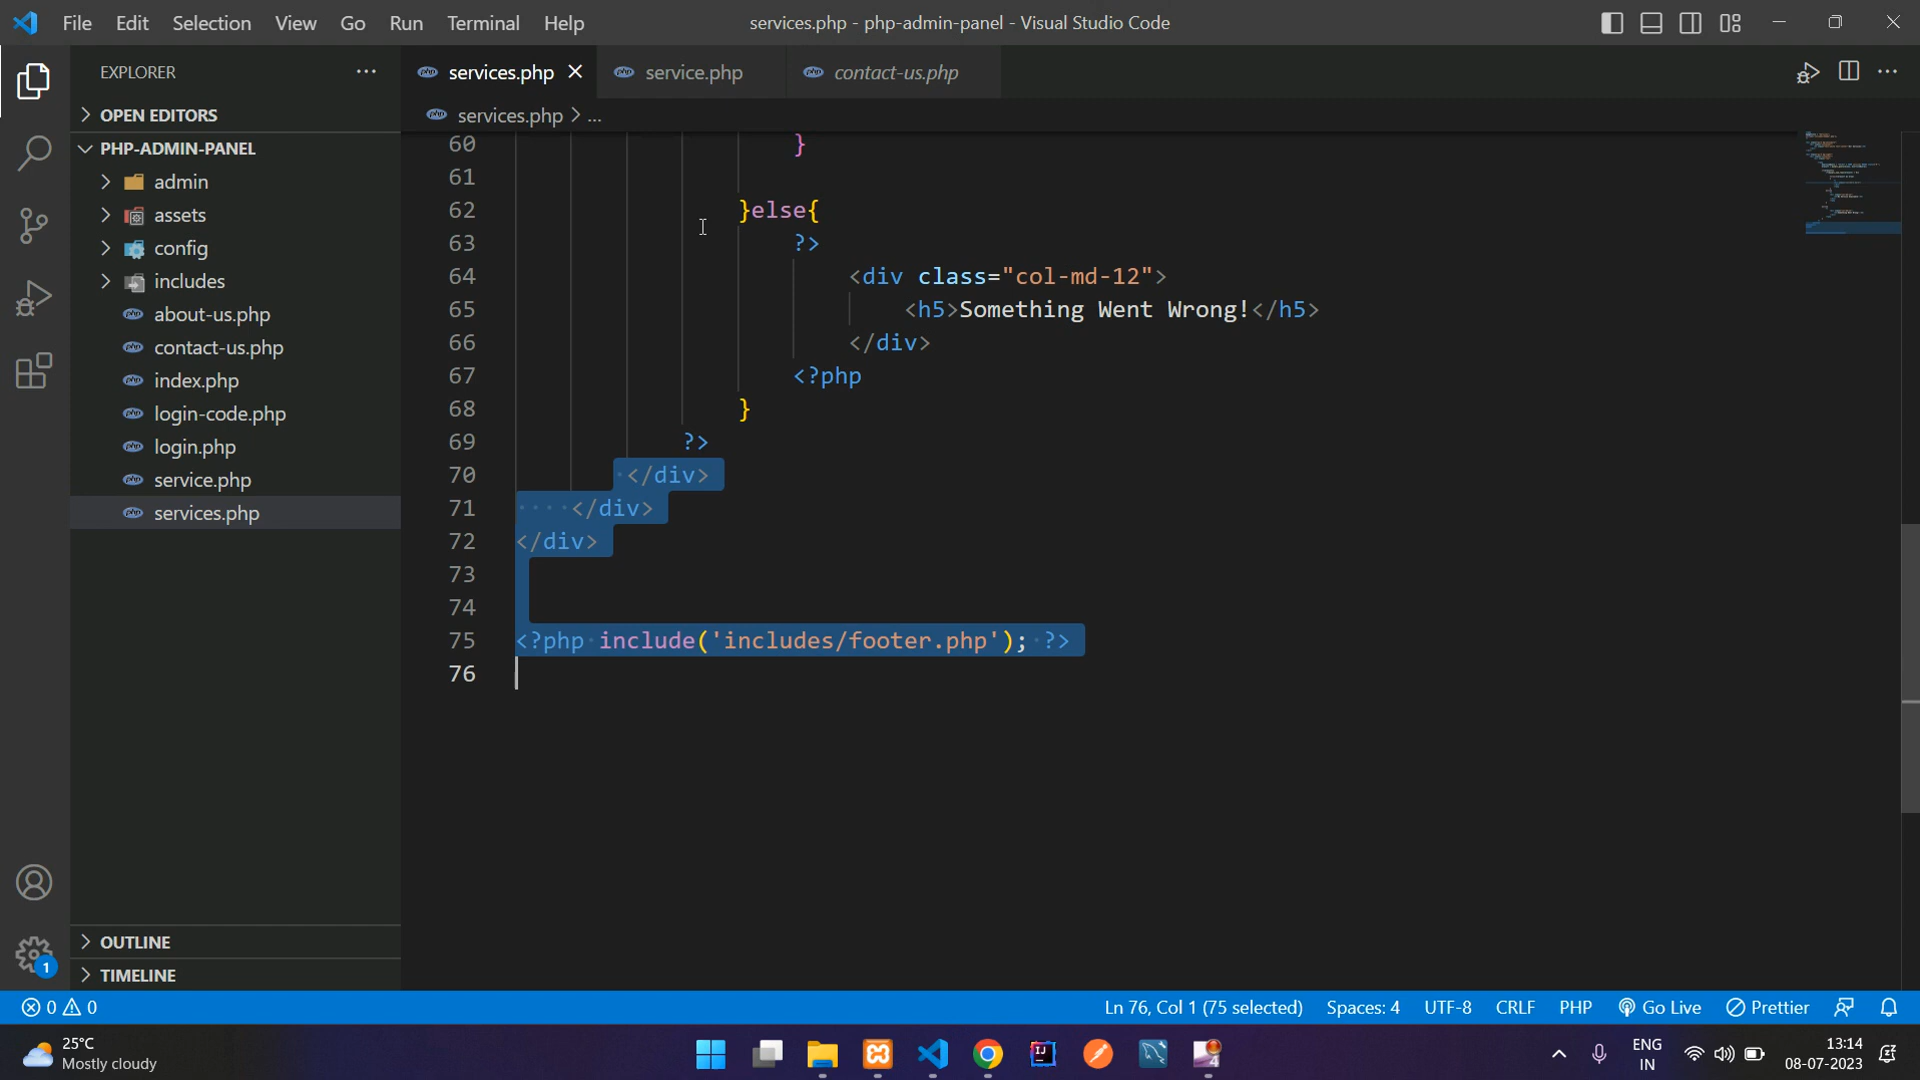 File Edit Selection View Go Run Terminal Help services.php - php-admin-panel - Visual Studio Code
EXPLORER
OPEN EDITORS
PHP-ADMIN-PANEL
admin
assets
config
includes
about-us.php
contact-us.php
index.php
login-code.php
login.php
service.php
services.php
OUTLINE
TIMELINE
services.php service.php contact-us.php
services.php > ...
60 }
61
62 }else{
63 ?>
64 <div class="col-md-12">
65 <h5>Something Went Wrong!</h5>
66 </div>
67 <?php
68 }
69 ?>
70 </div>
71 </div>
72 </div>
73
74
75 <?php include('includes/footer.php'); ?>
76
1
0 0 Ln 76, Col 1 (75 selected) Spaces: 4 UTF-8 CRLF PHP Go Live Prettier
25°C
Mostly cloudy
IJ
4
ENG
IN
13:14
08-07-2023